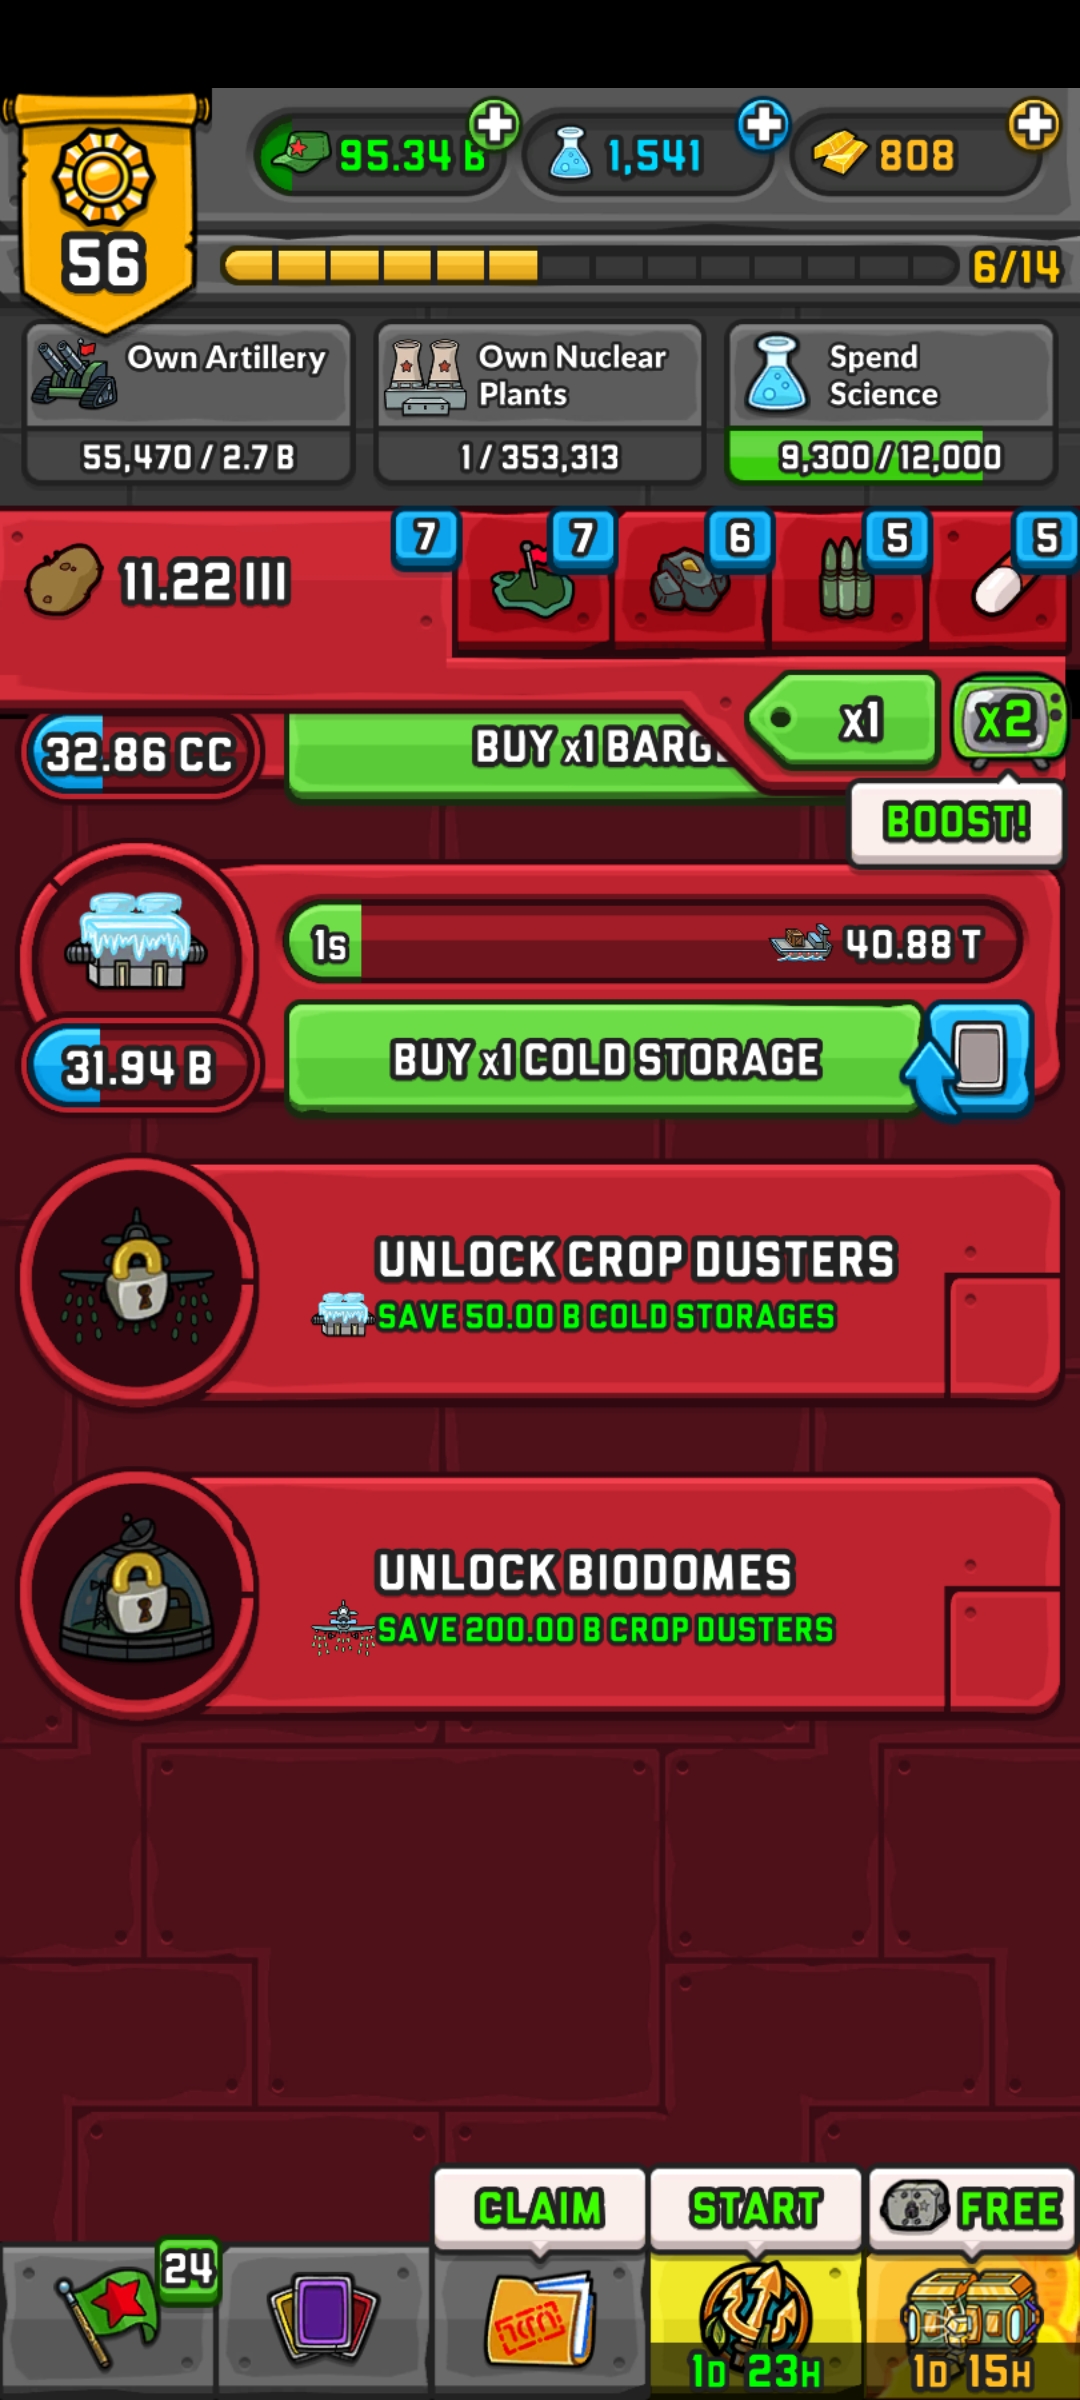 95.34 B
1,541
808
56
6/14
Own Artillery
55,470 / 2.7 B
Own Nuclear
Plants
1 / 353,313
Spend
Science
9,300 / 12,000
11.22 III
7
7
6
5
5
x1
x2
BOOST!
32.86 CC
BUY x1 BARG
1s
40.88 T
31.94 B
BUY x1 COLD STORAGE
UNLOCK CROP DUSTERS
SAVE 50.00 B COLD STORAGES
UNLOCK BIODOMES
SAVE 200.00 B CROP DUSTERS
CLAIM
START
FREE
24
1D 23H
1D 15H